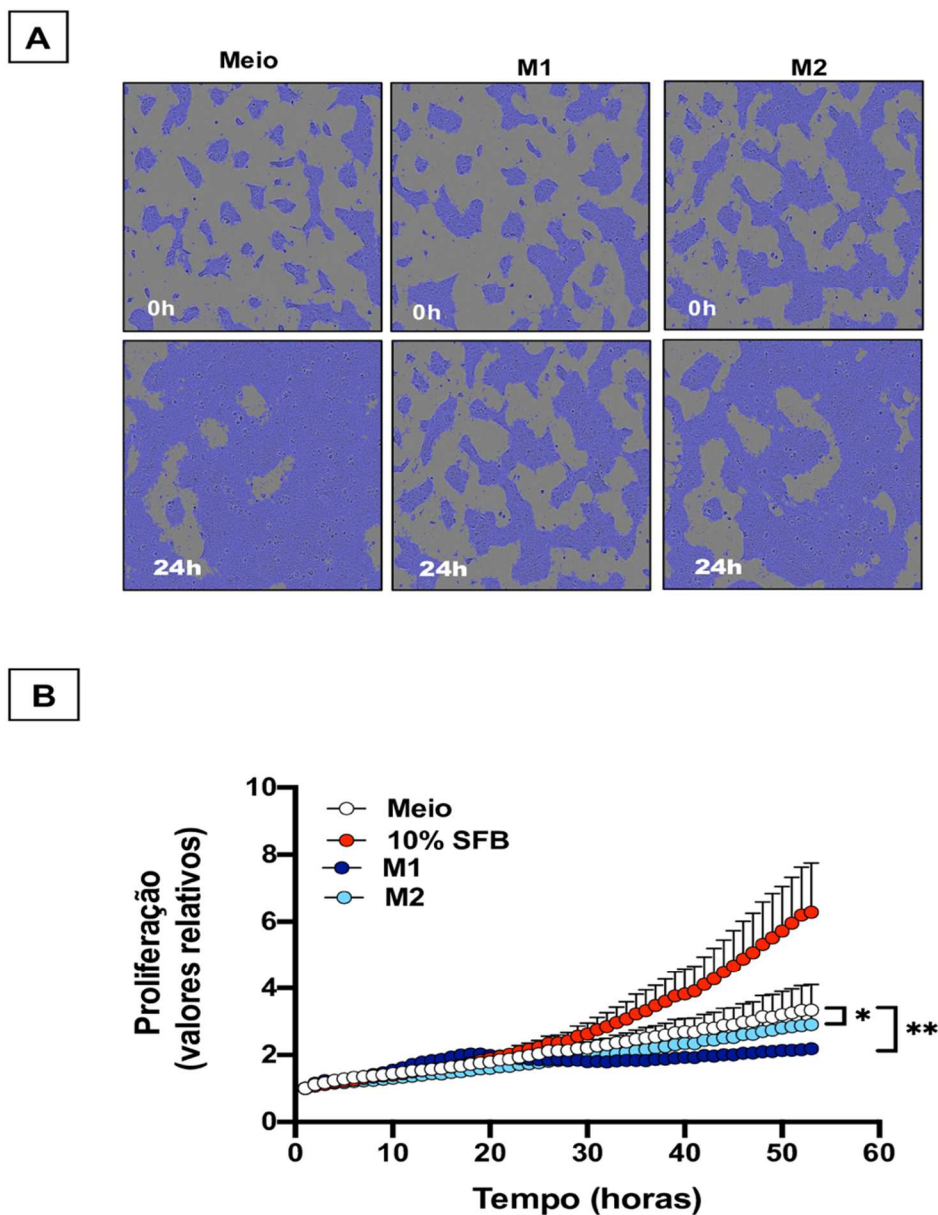 A
Meio
M1
M2
0h
0h
0h
24h
24h
24h
B
Proliferação
(valores relativos)
10
8
6
4
2
0
Meio
10% SFB
M1
M2
*
**
0
10
20
30
40
50
60
Tempo (horas)